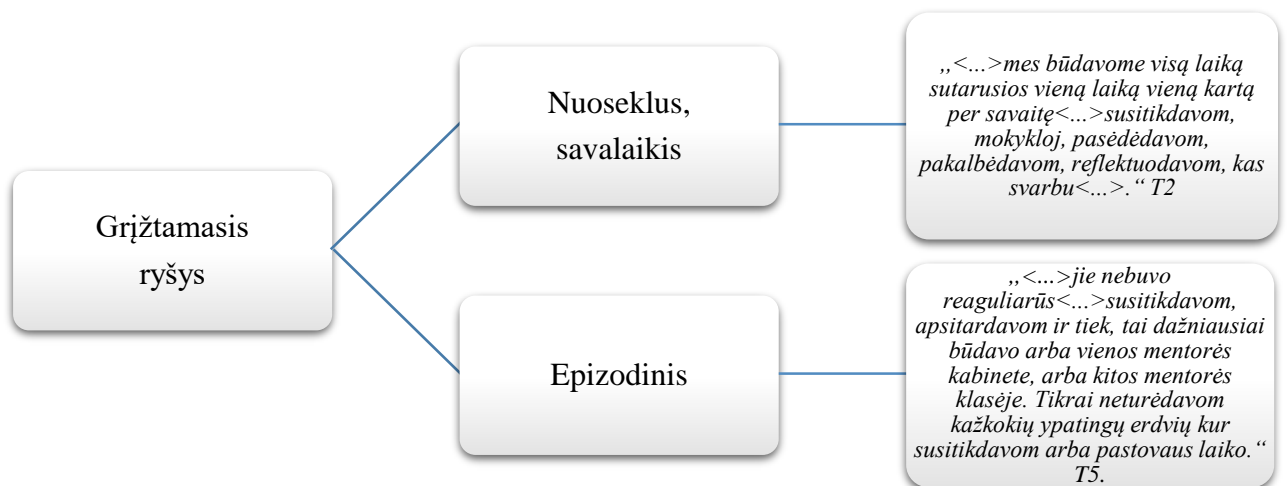 Grįžtamasis
ryšys
Nuoseklus,
savalaikis
,,<...>mes būdavome visą laiką
sutarusios vieną laiką vieną kartą
per savaitę<...>susitikdavom,
mokykloj, pasėdėdavom,
pakalbėdavom, reflektuodavom, kas
svarbu<...>.“ T2
Epizodinis
,,<...>jie nebuvo
reaguliarūs<...>susitikdavom,
apsitardavom ir tiek, tai dažniausiai
būdavo arba vienos mentorės
kabinete, arba kitos mentorės
klasėje. Tikrai neturėdavom
kažkokių ypatingų erdvių kur
susitikdavom arba pastovaus laiko.“
T5.